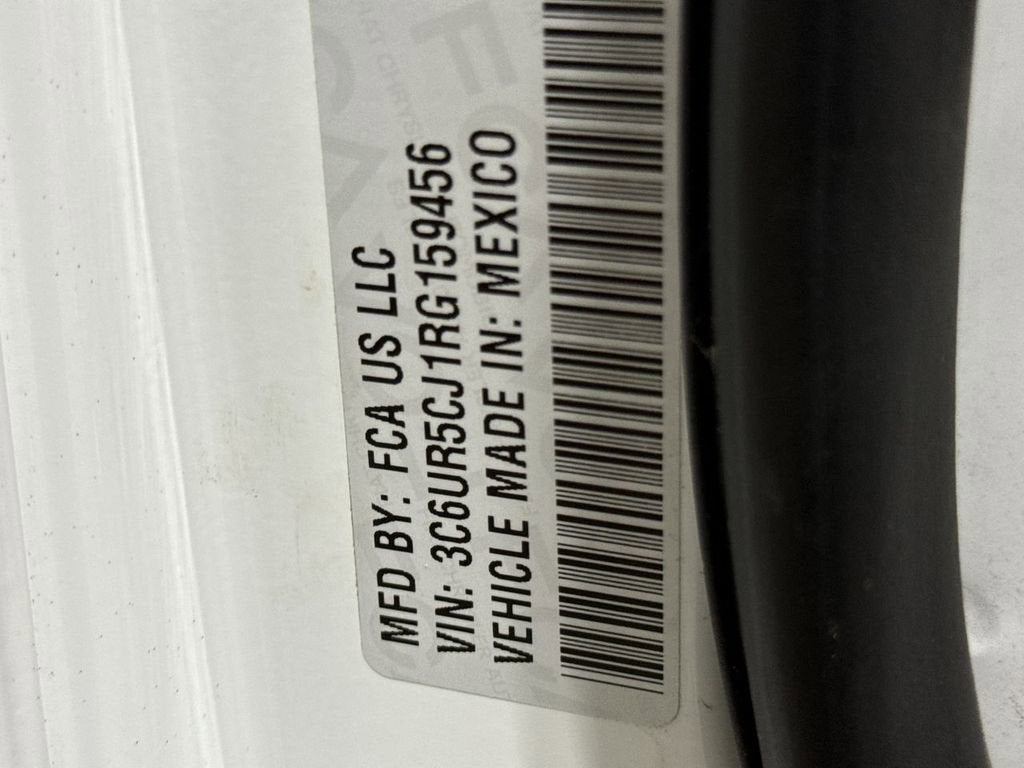 MFD BY: FCA US LLC
VIN: 3C6UR5CJ1RG159456
VEHICLE MADE IN: MEXICO